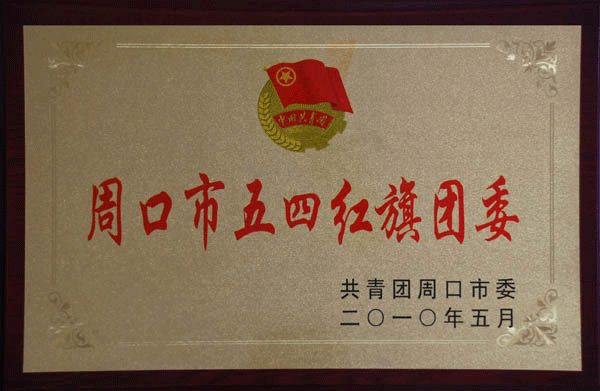 中国共青团
周口市五四红旗团委
共青团周口市委
二〇一〇年五月